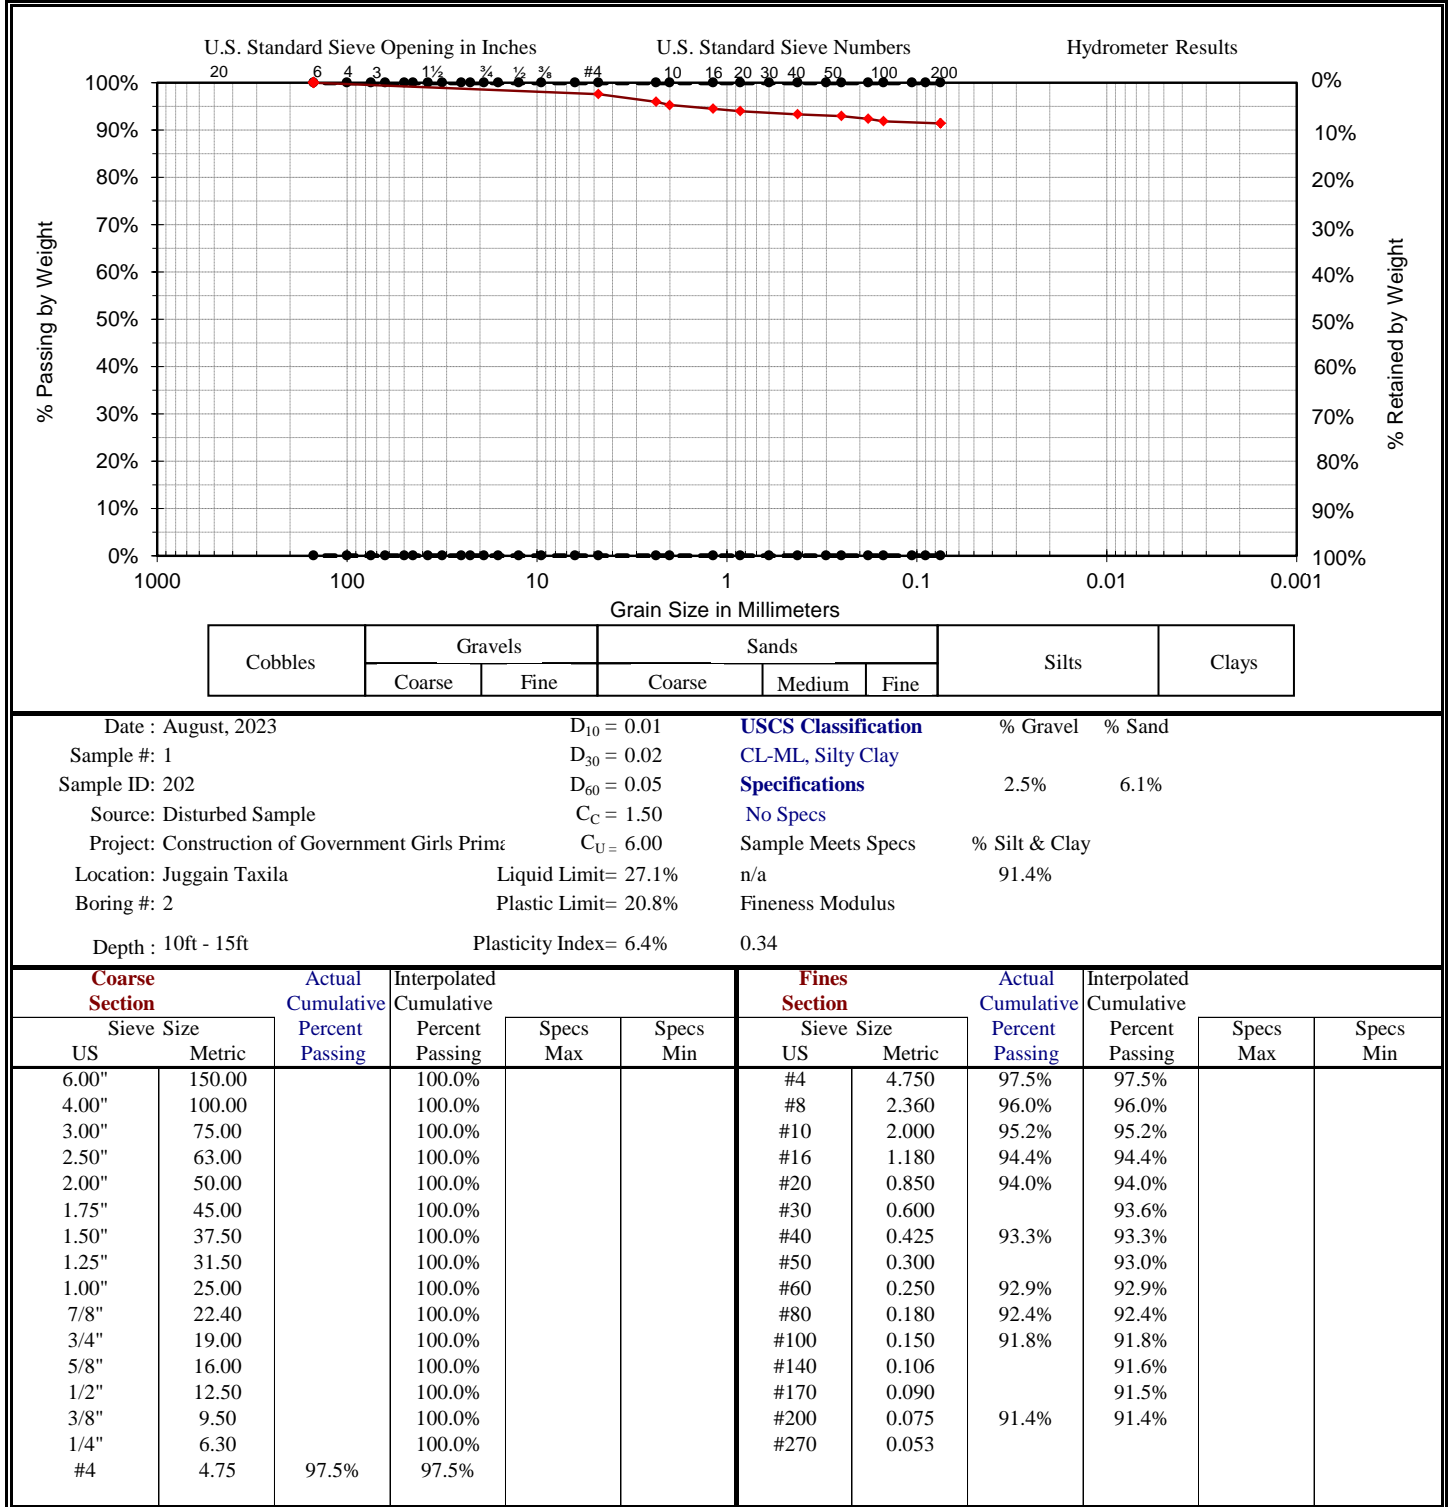 U.S. Standard Sieve Opening in Inches U.S. Standard Sieve Numbers Hydrometer Results
20 6 4 3 1½ ¾ ½ ⅜ #4 10 16 20 30 40 50 100 200
100% 0%
90% 10%
80% 20%
70% 30%
60% 40%
50% 50%
40% 60%
30% 70%
20% 80%
10% 90%
0% 100%
% Passing by Weight
% Retained by Weight
1000 100 10 1 0.1 0.01 0.001
Grain Size in Millimeters
Cobbles Gravels Sands Silts Clays
Coarse Fine Coarse Medium Fine
Date : August, 2023 D10 = 0.01 USCS Classification % Gravel % Sand
Sample #: 1 D30 = 0.02 CL-ML, Silty Clay
Sample ID: 202 D60 = 0.05 Specifications 2.5% 6.1%
Source: Disturbed Sample CC = 1.50 No Specs
Project: Construction of Government Girls Prima CU = 6.00 Sample Meets Specs % Silt & Clay
Location: Juggain Taxila Liquid Limit= 27.1% n/a 91.4%
Boring #: 2 Plastic Limit= 20.8% Fineness Modulus
Depth : 10ft - 15ft Plasticity Index= 6.4% 0.34
Coarse Actual Interpolated Fines Actual Interpolated
Section Cumulative Cumulative Section Cumulative Cumulative
Sieve Size Percent Percent Specs Specs Sieve Size Percent Percent Specs Specs
US Metric Passing Passing Max Min US Metric Passing Passing Max Min
6.00" 150.00 100.0% #4 4.750 97.5% 97.5%
4.00" 100.00 100.0% #8 2.360 96.0% 96.0%
3.00" 75.00 100.0% #10 2.000 95.2% 95.2%
2.50" 63.00 100.0% #16 1.180 94.4% 94.4%
2.00" 50.00 100.0% #20 0.850 94.0% 94.0%
1.75" 45.00 100.0% #30 0.600 93.6%
1.50" 37.50 100.0% #40 0.425 93.3% 93.3%
1.25" 31.50 100.0% #50 0.300 93.0%
1.00" 25.00 100.0% #60 0.250 92.9% 92.9%
7/8" 22.40 100.0% #80 0.180 92.4% 92.4%
3/4" 19.00 100.0% #100 0.150 91.8% 91.8%
5/8" 16.00 100.0% #140 0.106 91.6%
1/2" 12.50 100.0% #170 0.090 91.5%
3/8" 9.50 100.0% #200 0.075 91.4% 91.4%
1/4" 6.30 100.0% #270 0.053
#4 4.75 97.5% 97.5%